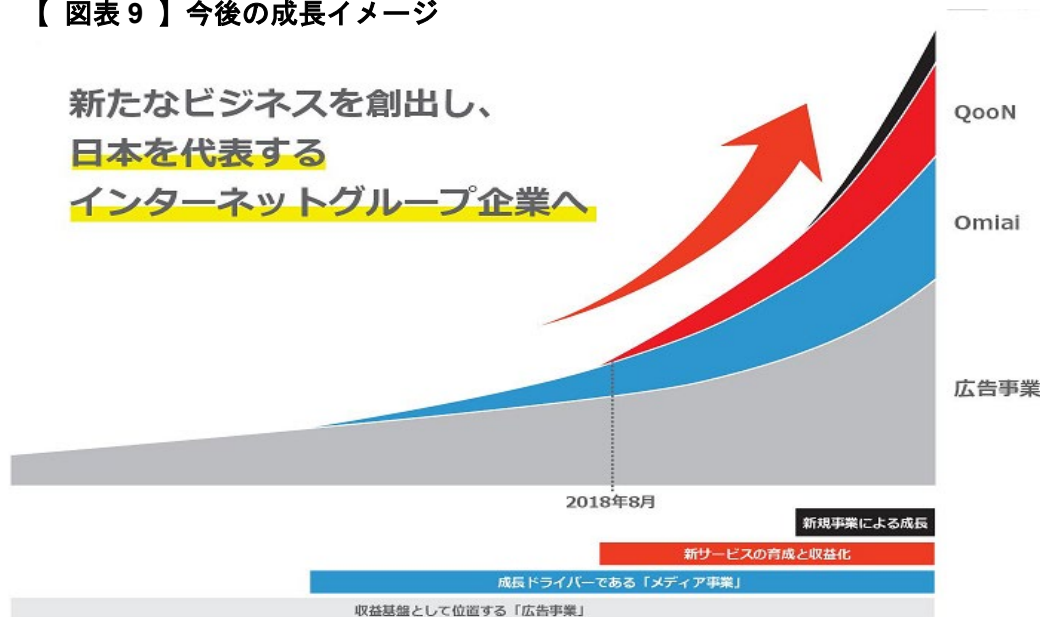 【 図表 9 】今後の成長イメージ
新たなビジネスを創出し、
日本を代表する
インターネットグループ企業へ
QooN
Omiai
広告事業
2018年8月
新規事業による成長
新サービスの育成と収益化
成長ドライバーである「メディア事業」
収益基盤として位置する「広告事業」